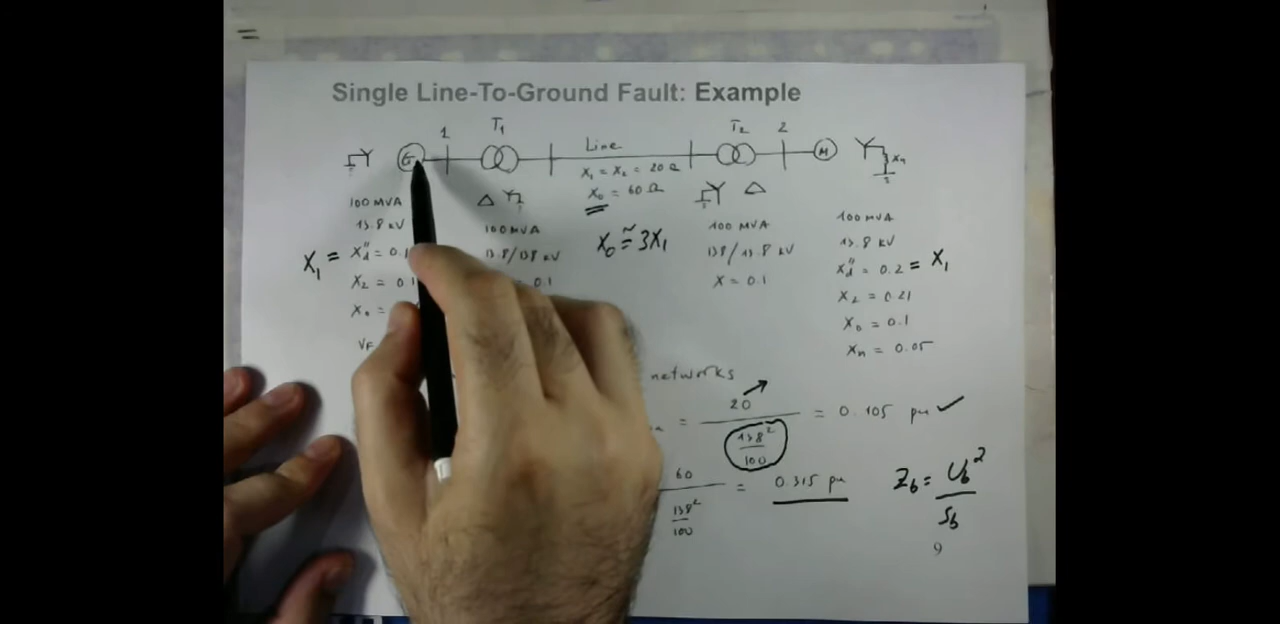 Single Line-To-Ground Fault: Example
1 T₁ Line T₂ 2
G M
X₁ = X₂ = 20 Ω
X₀ = 60 Ω
Xn
100 MVA
13.8 kV
X₁ = X"d = 0.1
X₂ = 0.1
X₀ =
VF
Δ
100 MVA
13.8/138 kV
0.1
X₀ ≅ 3X₁
Δ
100 MVA
138/13.8 kV
X = 0.1
100 MVA
13.8 kV
X"d = 0.2 = X₁
X₂ = 0.21
X₀ = 0.1
Xn = 0.05
networks
= 20 / (138² / 100) = 0.105 pu ✓
60 / (138² / 100) = 0.315 pu
Zb = Ub² / Sb
9